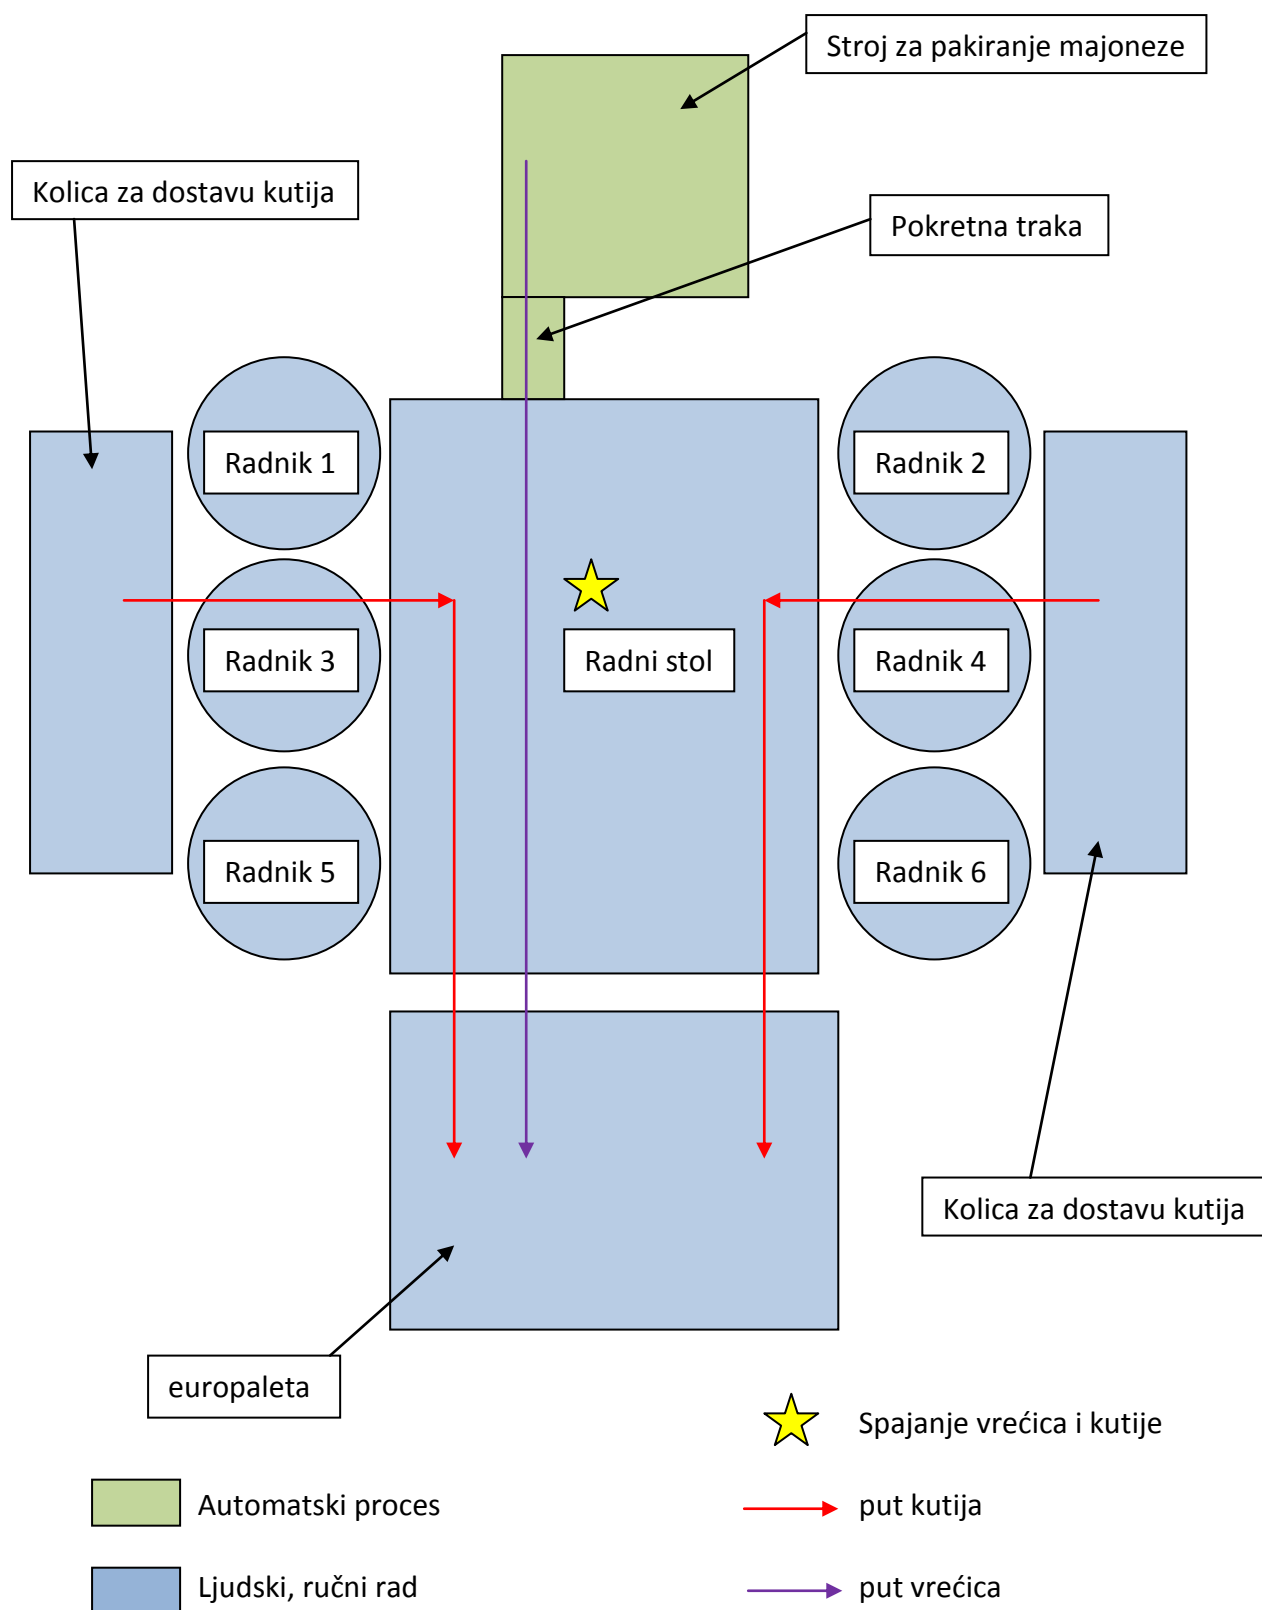 Stroj za pakiranje majoneze
Kolica za dostavu kutija
Pokretna traka
Radnik 1
Radnik 2
Radnik 3
Radni stol
Radnik 4
Radnik 5
Radnik 6
Kolica za dostavu kutija
europaleta
Spajanje vrećica i kutije
Automatski proces
put kutija
Ljudski, ručni rad
put vrećica